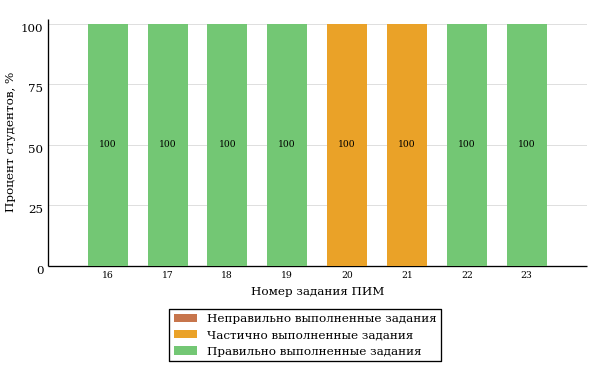 Процент студентов, %
100
75
50
25
0
100 100 100 100 100 100 100 100
16 17 18 19 20 21 22 23
Номер задания ПИМ
Неправильно выполненные задания
Частично выполненные задания
Правильно выполненные задания